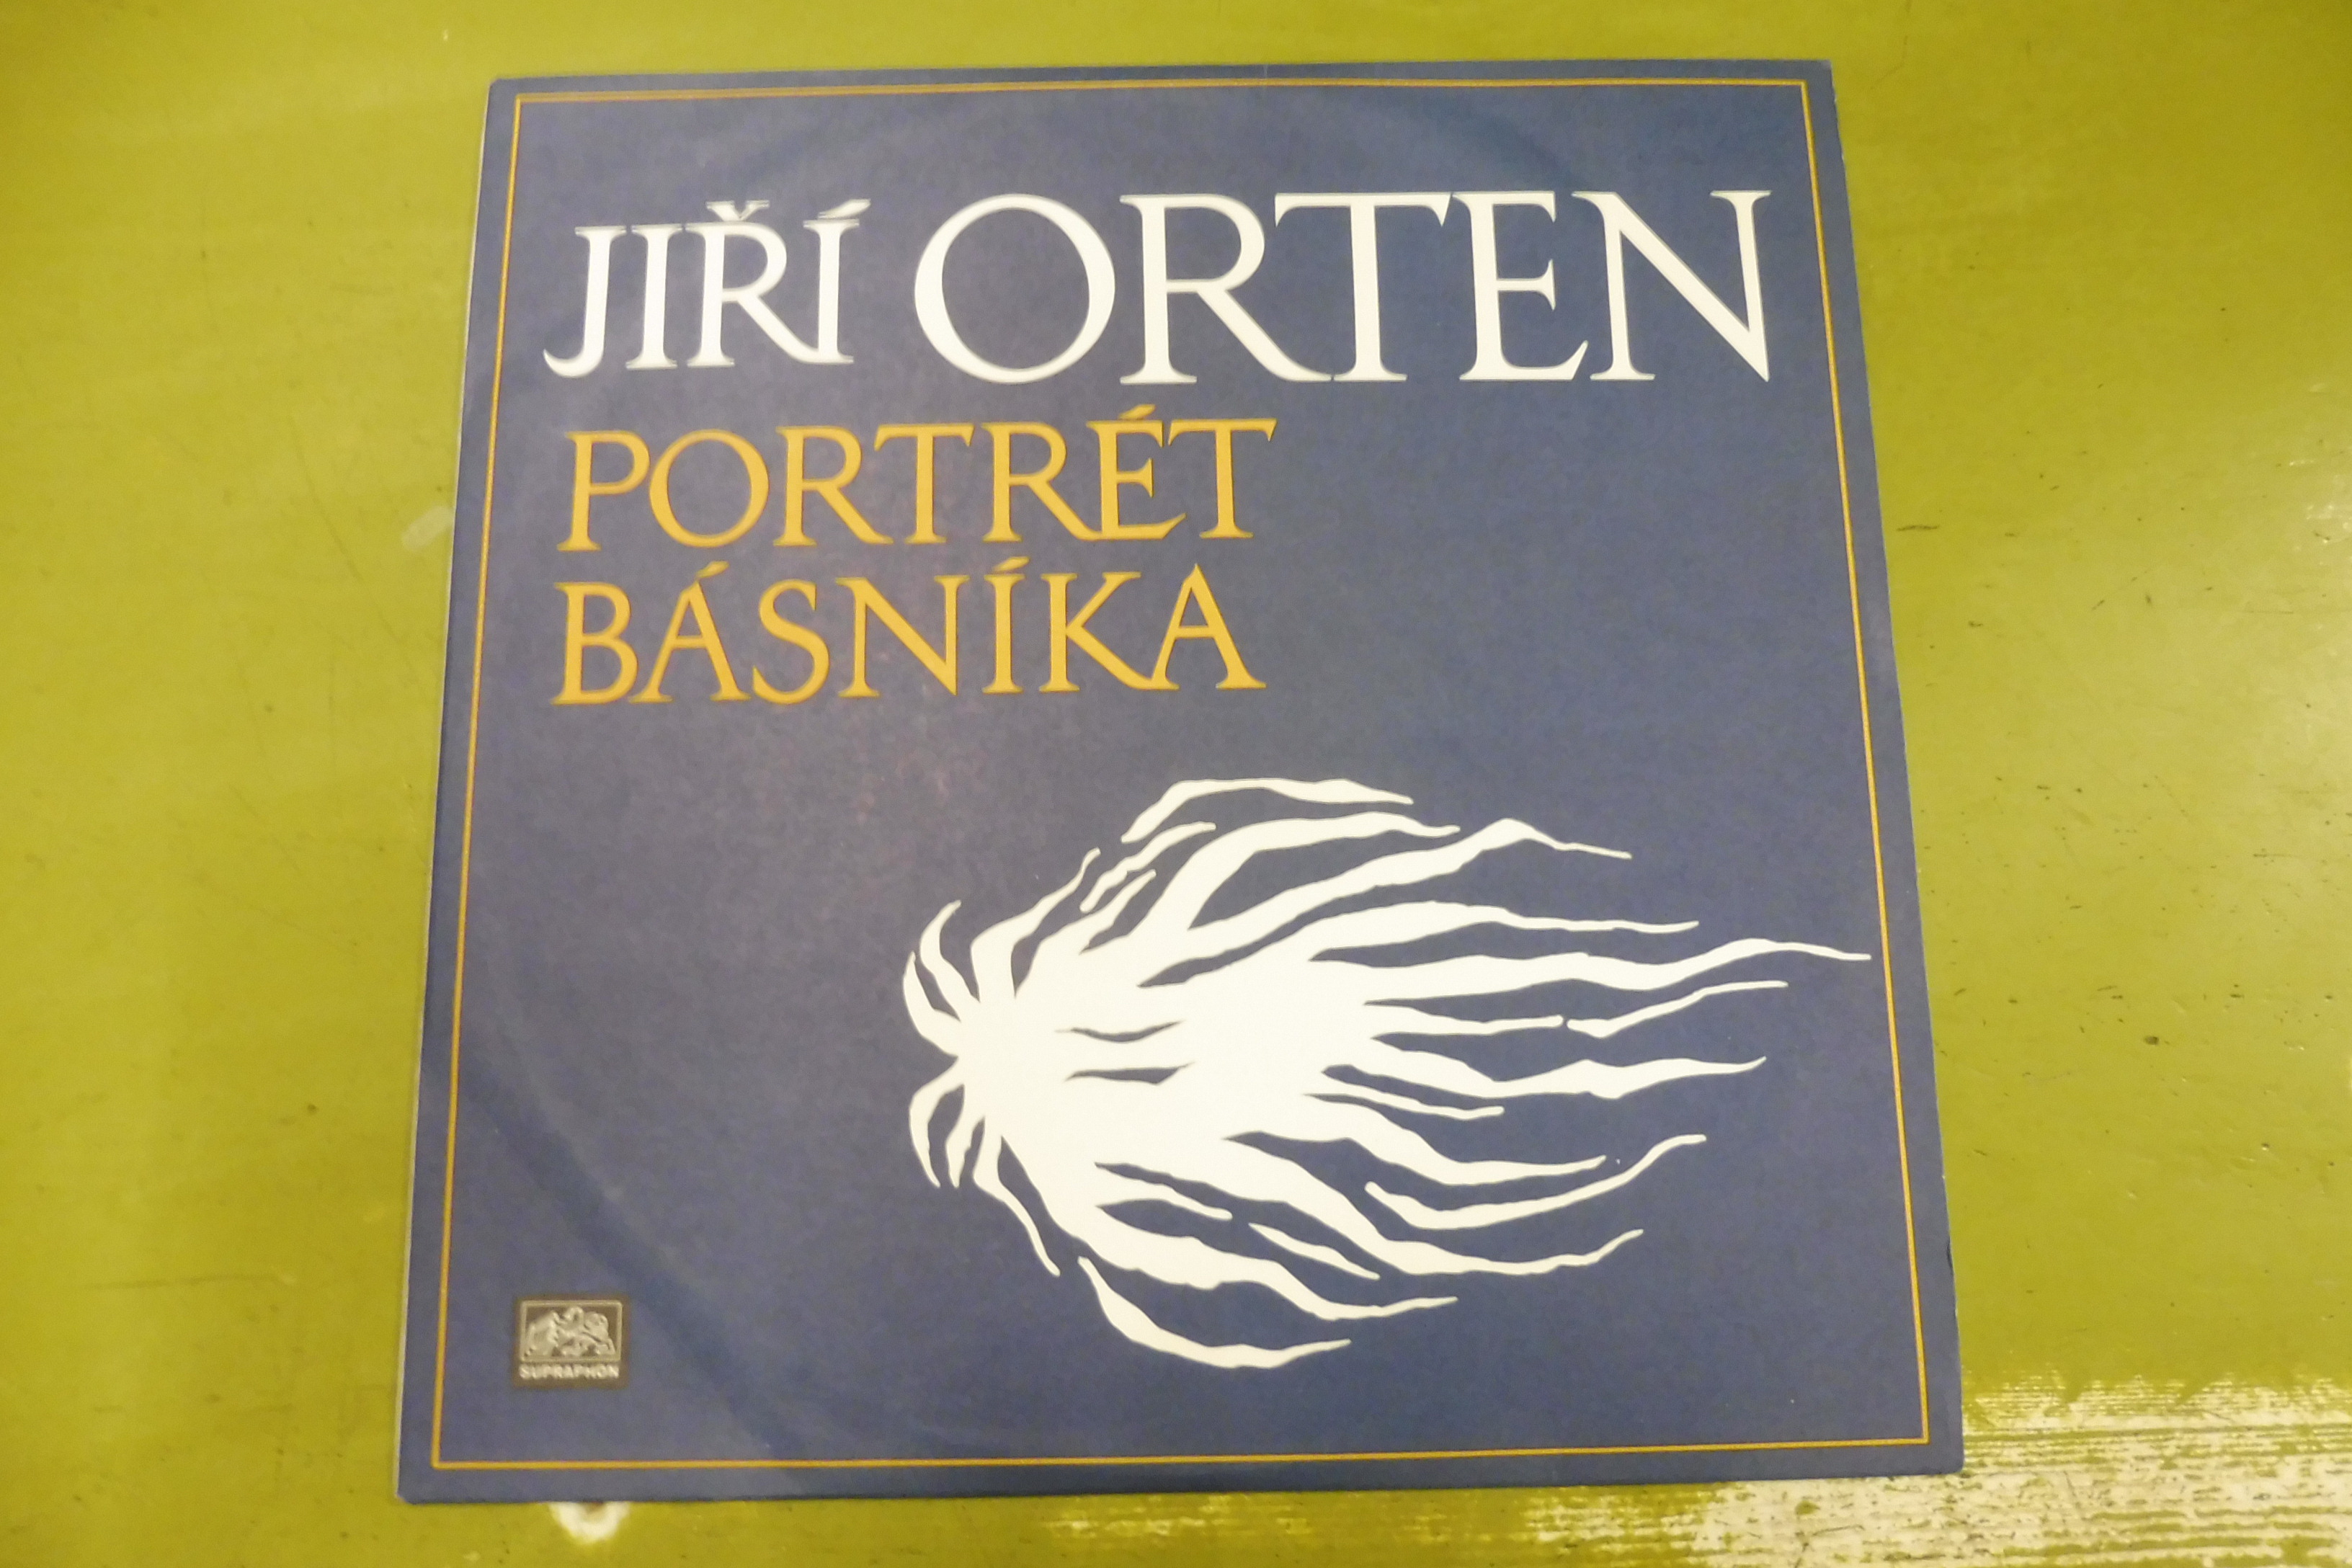 JIŘÍ ORTEN
PORTRÉT
BÁSNÍKA
SUPRAPHON